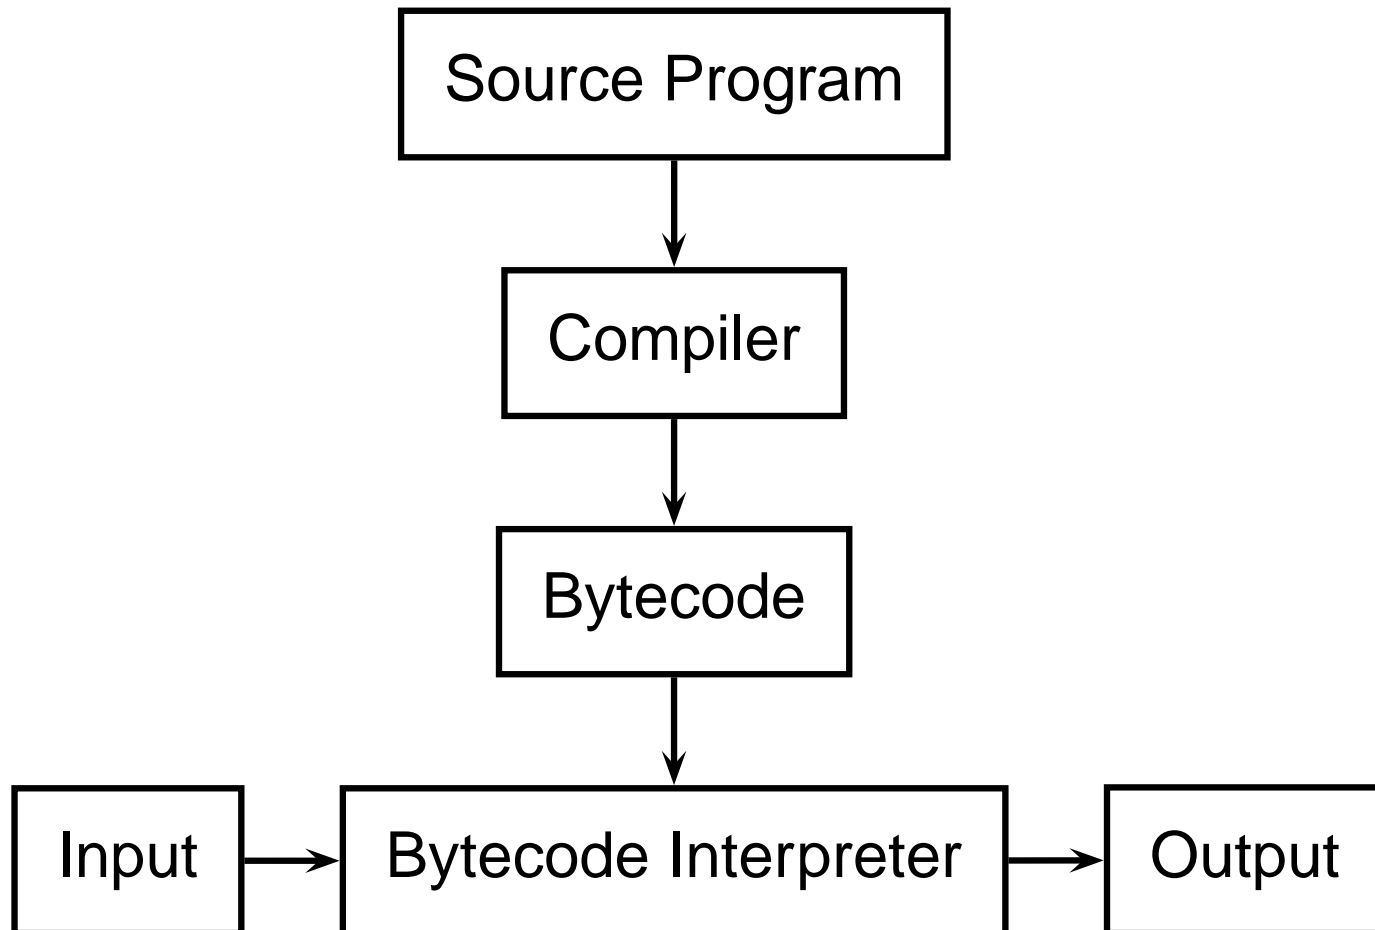 Source Program
Compiler
Bytecode
Input
Bytecode Interpreter
Output